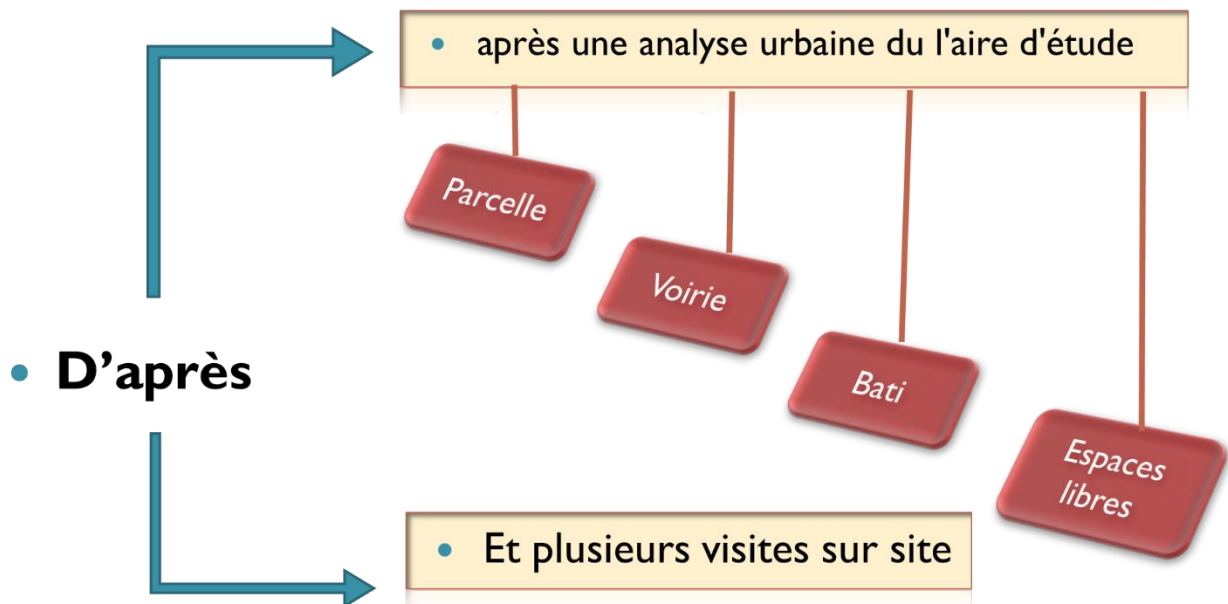 • après une analyse urbaine du l'aire d'étude
Parcelle
Voirie
Bati
Espaces
libres
• D’après
• Et plusieurs visites sur site